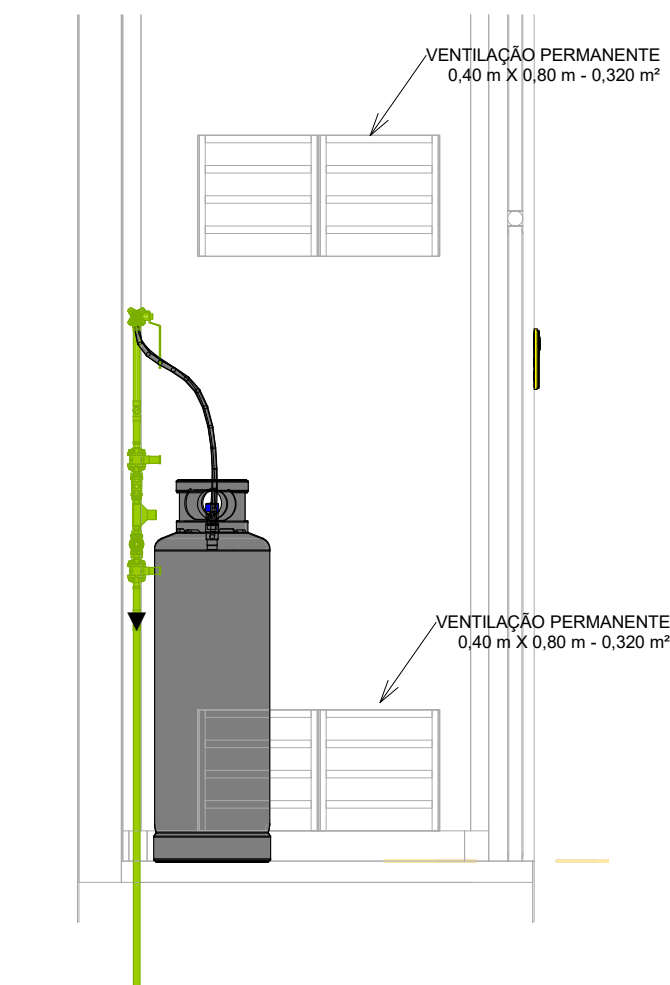 VENTILAÇÃO PERMANENTE
0,40 m X 0,80 m - 0,320 m²
VENTILAÇÃO PERMANENTE
0,40 m X 0,80 m - 0,320 m²